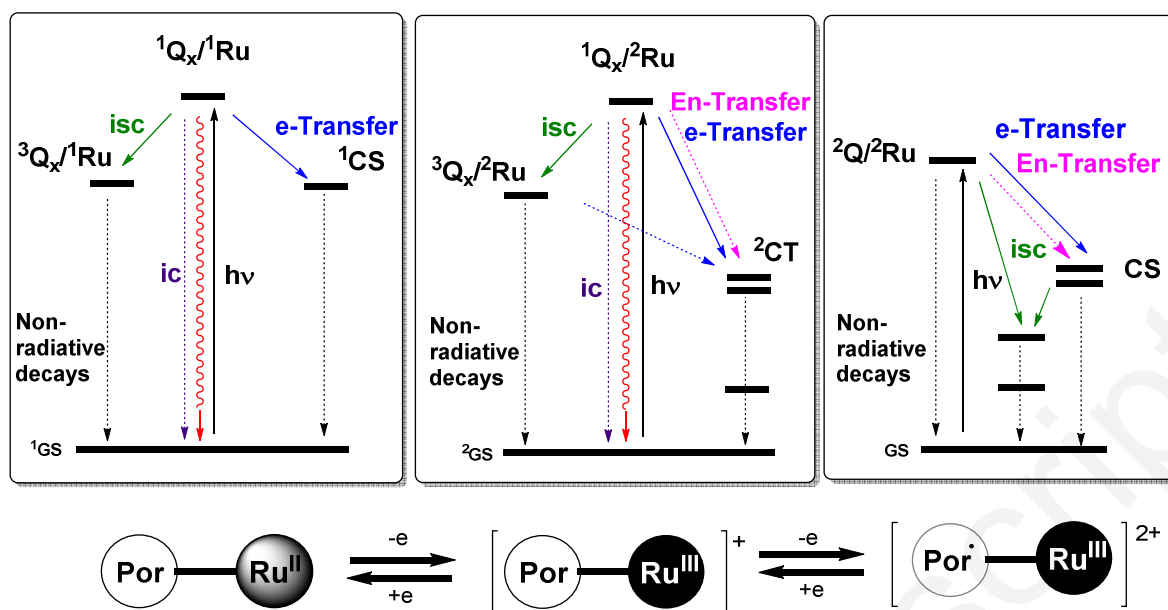 ¹Qₓ/¹Ru
isc
e-Transfer
³Qₓ/¹Ru
¹CS
ic
hν
Non-
radiative
decays
¹GS
¹Qₓ/²Ru
En-Transfer
isc
e-Transfer
³Qₓ/²Ru
²CT
ic
hν
Non-
radiative
decays
²GS
e-Transfer
²Q/²Ru
En-Transfer
isc
CS
hν
Non-
radiative
decays
GS
Por Ruᴵᴵ
-e
+e
[Por Ruᴵᴵᴵ]⁺
-e
+e
[Por· Ruᴵᴵᴵ]²⁺